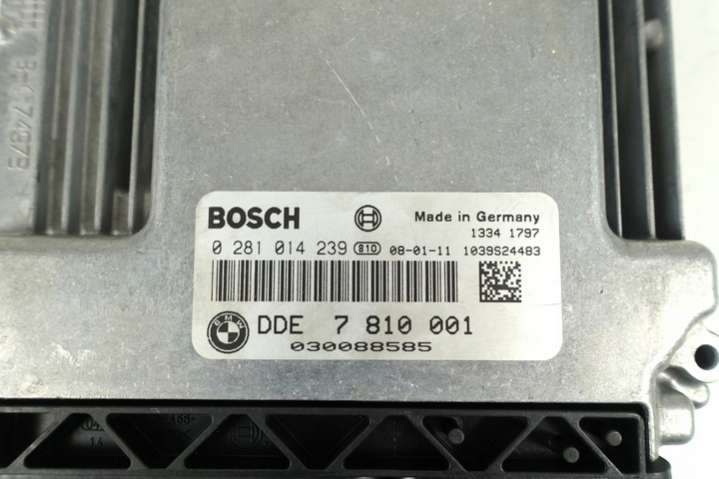 BOSCH
Made in Germany
1334 1797
0 281 014 239 810 08-01-11 1039S24483
BMW
DDE 7 810 001
030088585